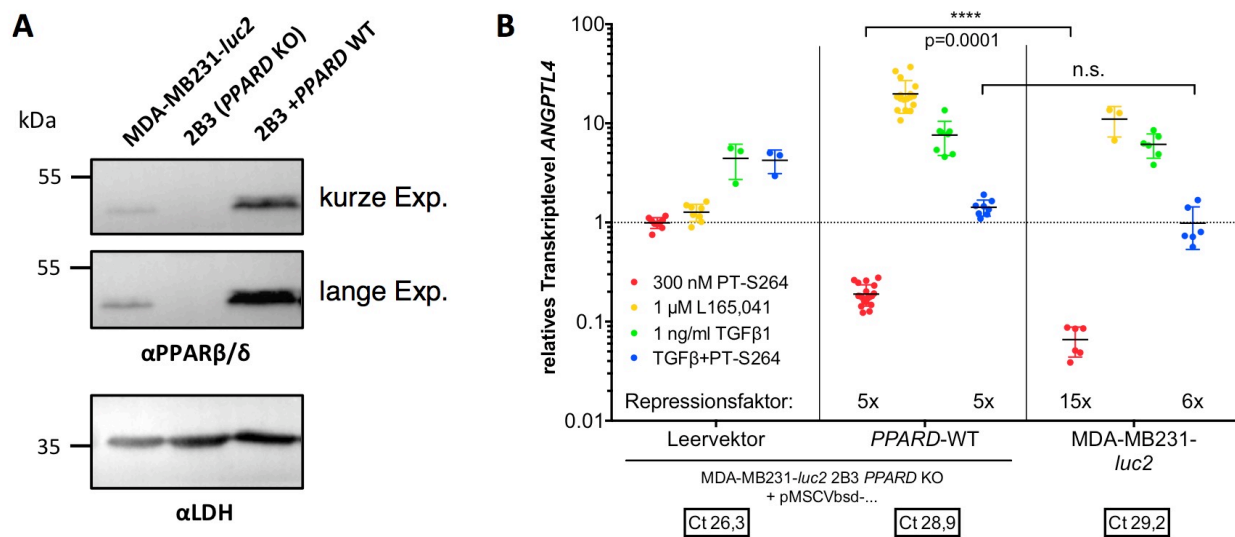 A
MDA-MB231-luc2
2B3 (PPARD KO)
2B3 +PPARD WT
kDa
55
kurze Exp.
55
lange Exp.
αPPARβ/δ
35
αLDH
B
relatives Transkriptlevel ANGPTL4
100
10
1
0.1
0.01
****
p=0.0001
n.s.
300 nM PT-S264
1 µM L165,041
1 ng/ml TGFβ1
TGFβ+PT-S264
Repressionsfaktor: 5x 5x 15x 6x
Leervektor PPARD-WT MDA-MB231-
luc2
MDA-MB231-luc2 2B3 PPARD KO
+ pMSCVbsd-...
Ct 26,3 Ct 28,9 Ct 29,2